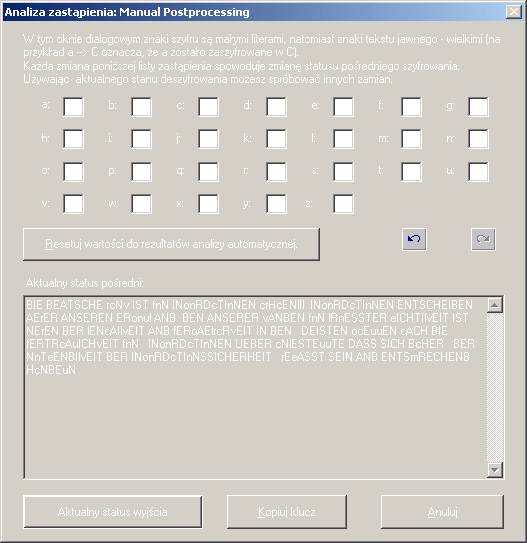 Analiza zastąpienia: Manual Postprocessing
W tym oknie dialogowym znaki szyfru są małymi literami, natomiast znaki tekstu jawnego - wielkimi (na
przykład a --> C oznacza, że a zostało zaszyfrowane w C).
Każda zmiana poniższej listy zastąpienia spowoduje zmianę statusu pośredniego szyfrowania.
Używając aktualnego stanu deszyfrowania możesz spróbować innych zamian.
a: b: c: d: e: f: g:
h: i: j: k: l: m: n:
o: p: q: r: s: t: u:
v: w: x: y: z:
Resetuj wartości do rezultatów analizy automatycznej.
Aktualny status pośredni:
BIE BEATSCHE rcNv IST fnN INonRDcTInNEN crHcENIII INonRDcTInNEN ENTSCHEIBEN
AErER ANSEREN ERonuI ANB BEN ANSERER vANBEN fnN IRnESSTER eICHTIIvEIT IST
NErEN BER IENcAIIvEIT ANB fERoAEIrcRvEIT IN BEN DEISTEN ocEuuEN cACH BIE
fERTRcAuICHvEIT fnN INonRDcTInNEN UEBER cNIESTEuuTE DASS SICH BcHER BER
NnTeENBIIvEIT BER INonRDcTInNSSICHERHEIT rEeASST SEIN ANB ENTSmRECHENB
HcNBEuN
Aktualny status wyjścia Kopiuj klucz Anuluj